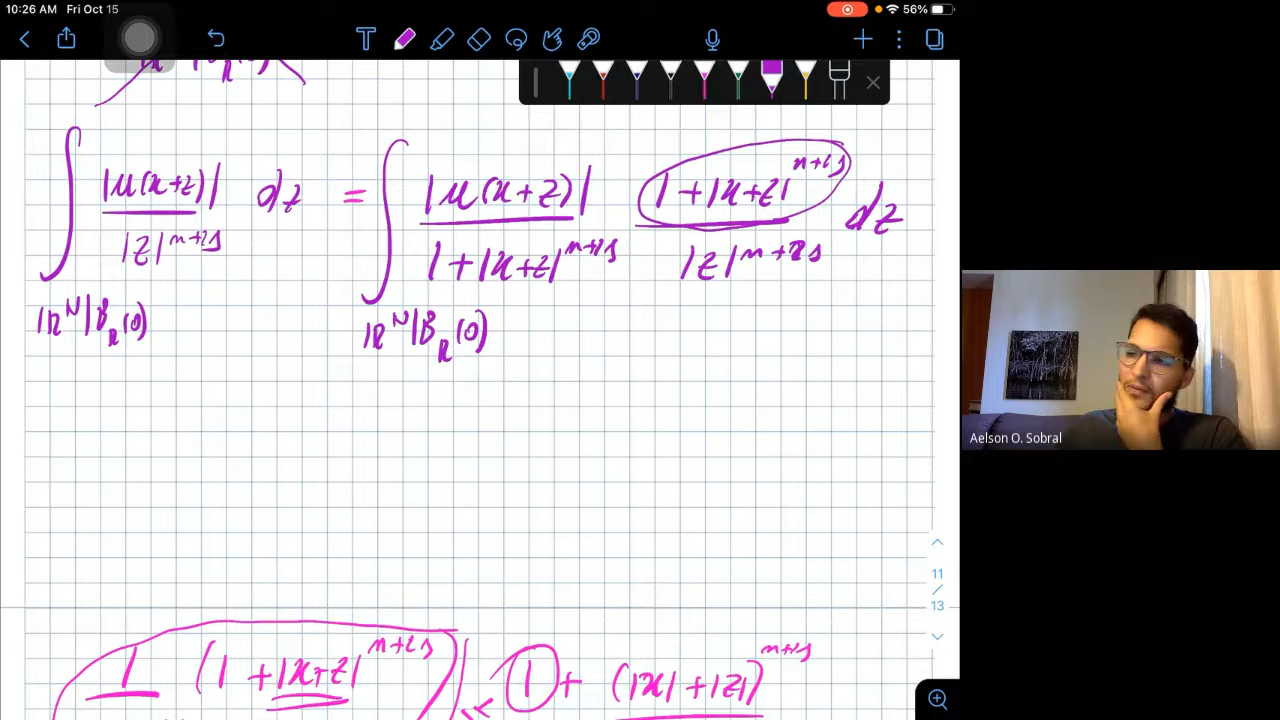 10:26 AM Fri Oct 15
56%
T
∫ |u(x+z)| / |z|^{n+2s} dz = ∫ |u(x+z)| / 1+|x+z|^{n+2s} 1+|x+z|^{n+2s} / |z|^{n+2s} dz
ℝ^N \ B_R(0) ℝ^N \ B_R(0)
Aelson O. Sobral
11
/
13
1 (1 + |x+z|^{n+2s} ≤ 1 + (|x| + |z|)^{n+2s}